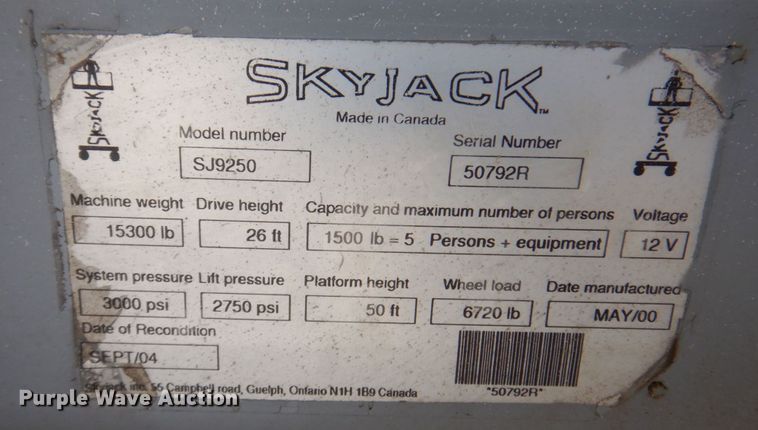 SKYJACK™
SKYJACK
SKYJACK
Made in Canada
Model number
SJ9250
Serial Number
50792R
Machine weight Drive height Capacity and maximum number of persons Voltage
15300 lb 26 ft 1500 lb = 5 Persons + equipment 12 V
System pressure Lift pressure Platform height Wheel load Date manufactured
3000 psi 2750 psi 50 ft 6720 lb MAY/00
Date of Recondition
SEPT/04
Skyjack inc. 55 Campbell road, Guelph, Ontario N1H 1B9 Canada
*50792R*
Purple Wave Auction